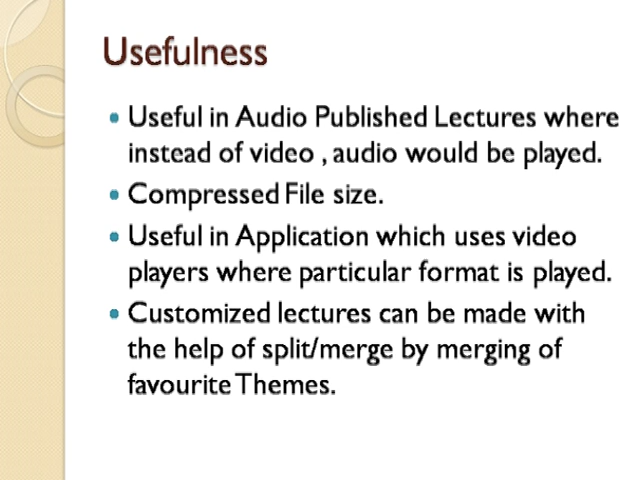 Usefulness
• Useful in Audio Published Lectures where
instead of video , audio would be played.
• Compressed File size.
• Useful in Application which uses video
players where particular format is played.
• Customized lectures can be made with
the help of split/merge by merging of
favourite Themes.